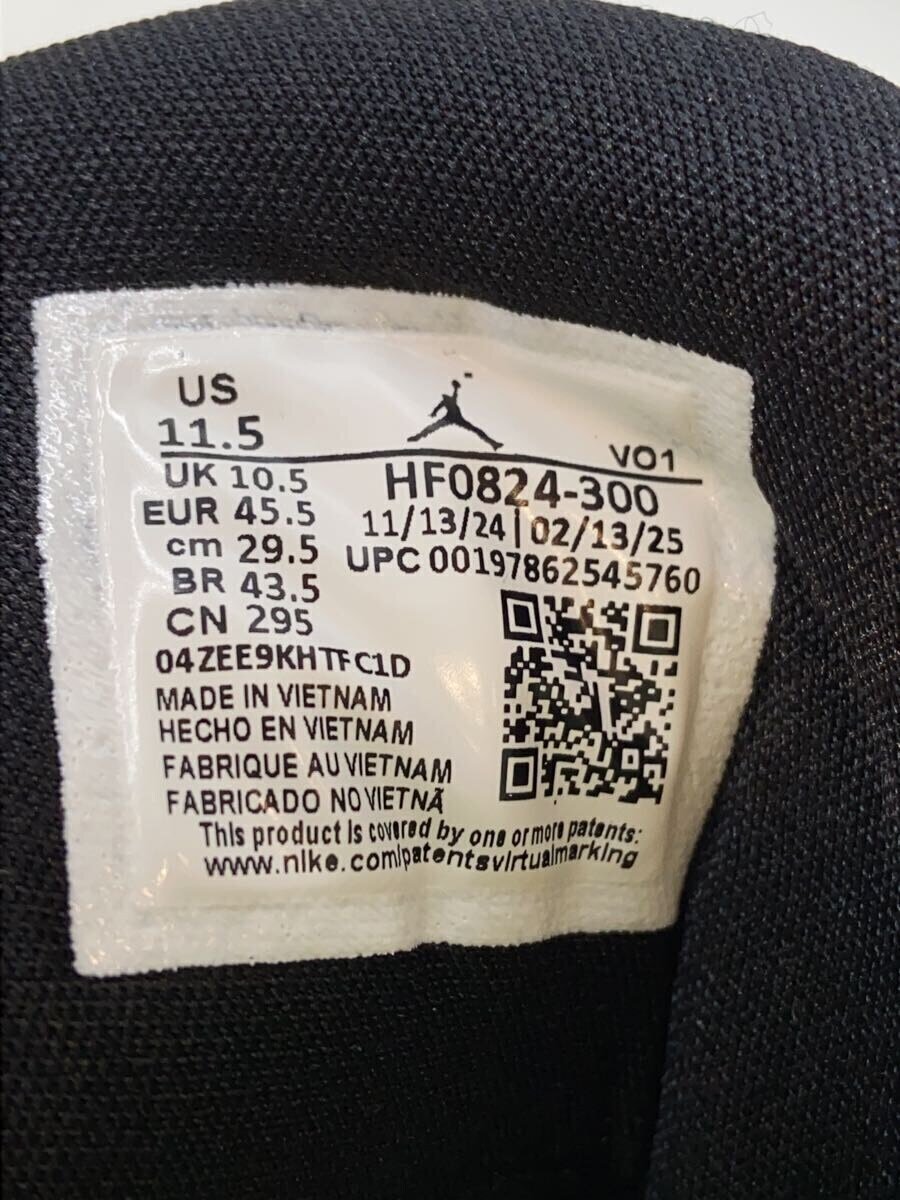 US
11.5
VO1
UK 10.5
HF0824-300
EUR 45.5
11/13/24 | 02/13/25
cm 29.5
UPC 00197862545760
BR 43.5
CN 295
04ZEE9KHTFC1D
MADE IN VIETNAM
HECHO EN VIETNAM
FABRIQUE AU VIETNAM
FABRICADO NO VIETNÃ
This product is covered by one or more patents:
www.nike.com/patentsvirtualmarking